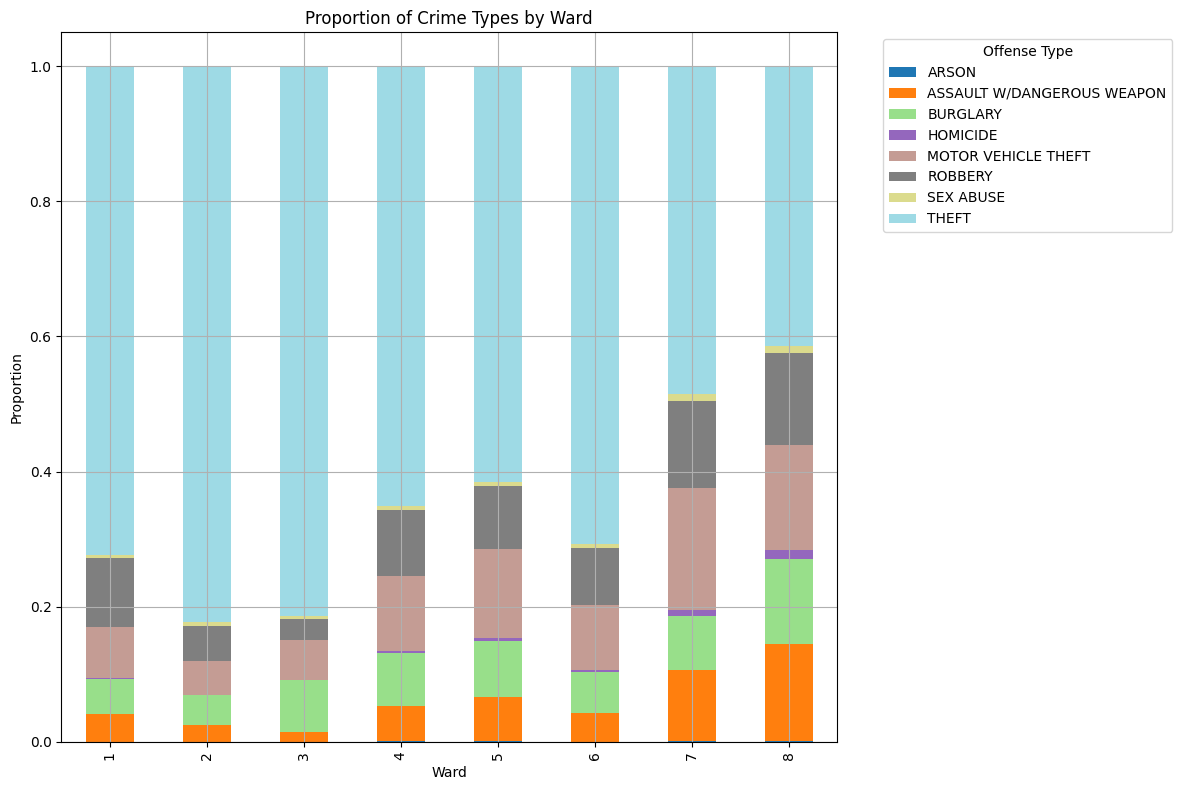 Proportion of Crime Types by Ward
Offense Type
ARSON
ASSAULT W/DANGEROUS WEAPON
BURGLARY
HOMICIDE
MOTOR VEHICLE THEFT
ROBBERY
SEX ABUSE
THEFT
Proportion
1.0
0.8
0.6
0.4
0.2
0.0
1 2 3 4 5 6 7 8
Ward